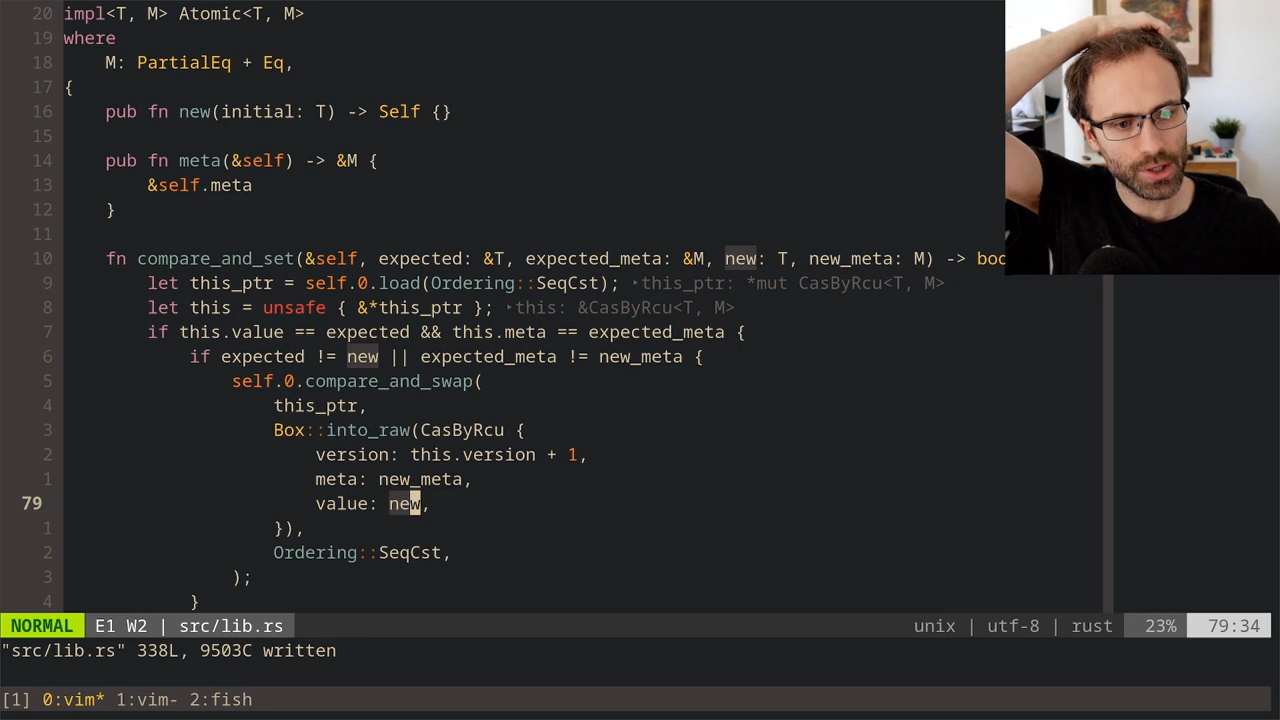 20 impl<T, M> Atomic<T, M>
19 where
18     M: PartialEq + Eq,
17 {
16     pub fn new(initial: T) -> Self {}
15
14     pub fn meta(&self) -> &M {
13         &self.meta
12     }
11
10     fn compare_and_set(&self, expected: &T, expected_meta: &M, new: T, new_meta: M) -> boo
9         let this_ptr = self.0.load(Ordering::SeqCst); ‣this_ptr: *mut CasByRcu<T, M>
8         let this = unsafe { &*this_ptr }; ‣this: &CasByRcu<T, M>
7         if this.value == expected && this.meta == expected_meta {
6             if expected != new || expected_meta != new_meta {
5                 self.0.compare_and_swap(
4                     this_ptr,
3                     Box::into_raw(CasByRcu {
2                         version: this.version + 1,
1                         meta: new_meta,
79                         value: new,
1                     }),
2                     Ordering::SeqCst,
3                 );
4             }
NORMAL E1 W2 | src/lib.rs unix | utf-8 | rust 23% 79:34
"src/lib.rs" 338L, 9503C written
[1] 0:vim* 1:vim- 2:fish